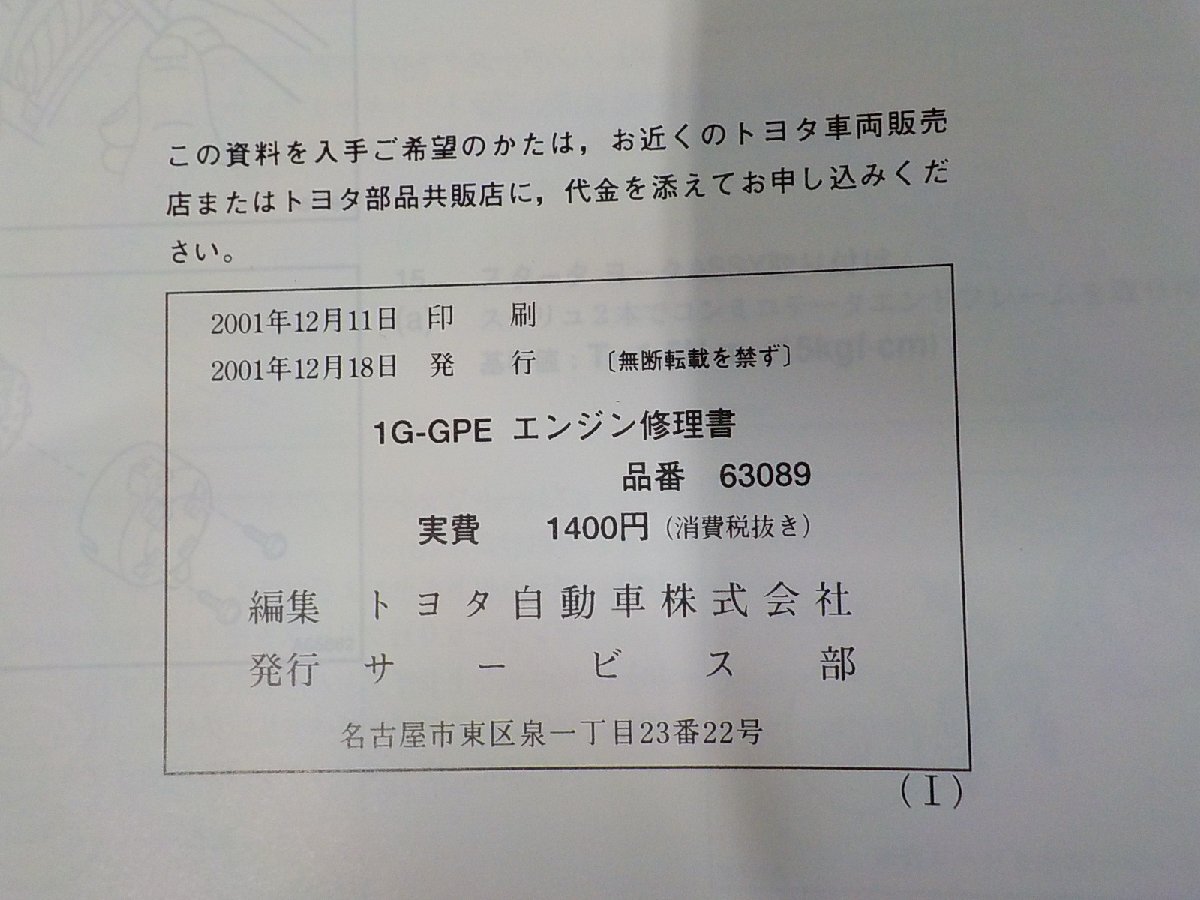 この資料を入手ご希望のかたは，お近くのトヨタ車両販売
店またはトヨタ部品共販店に，代金を添えてお申し込みくだ
さい。
2001年12月11日 印 刷
2001年12月18日 発 行 〔無断転載を禁ず〕
1G-GPE エンジン修理書
品番 63089
実費 1400円（消費税抜き）
編集 トヨタ自動車株式会社
発行 サービス部
名古屋市東区泉一丁目23番22号
（I）